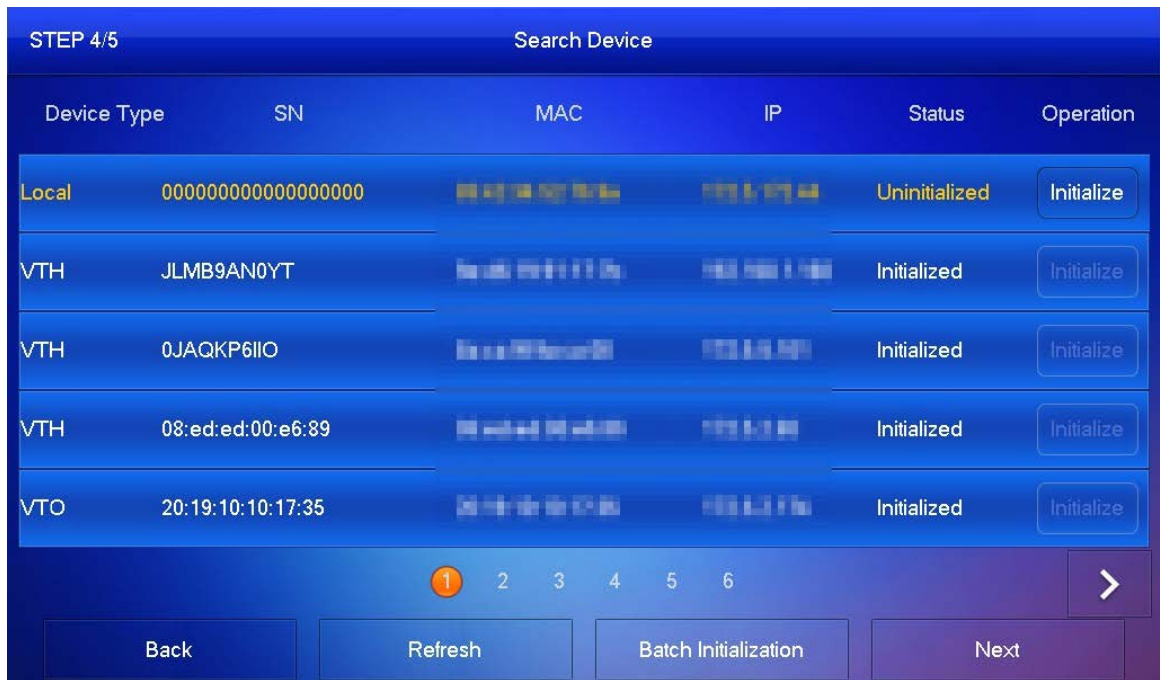 STEP 4/5 Search Device
Device Type SN MAC IP Status Operation
Local 000000000000000000 Uninitialized Initialize
VTH JLMB9AN0YT Initialized Initialize
VTH 0JAQKP6IIO Initialized Initialize
VTH 08:ed:ed:00:e6:89 Initialized Initialize
VTO 20:19:10:10:17:35 Initialized Initialize
1 2 3 4 5 6
Back Refresh Batch Initialization Next